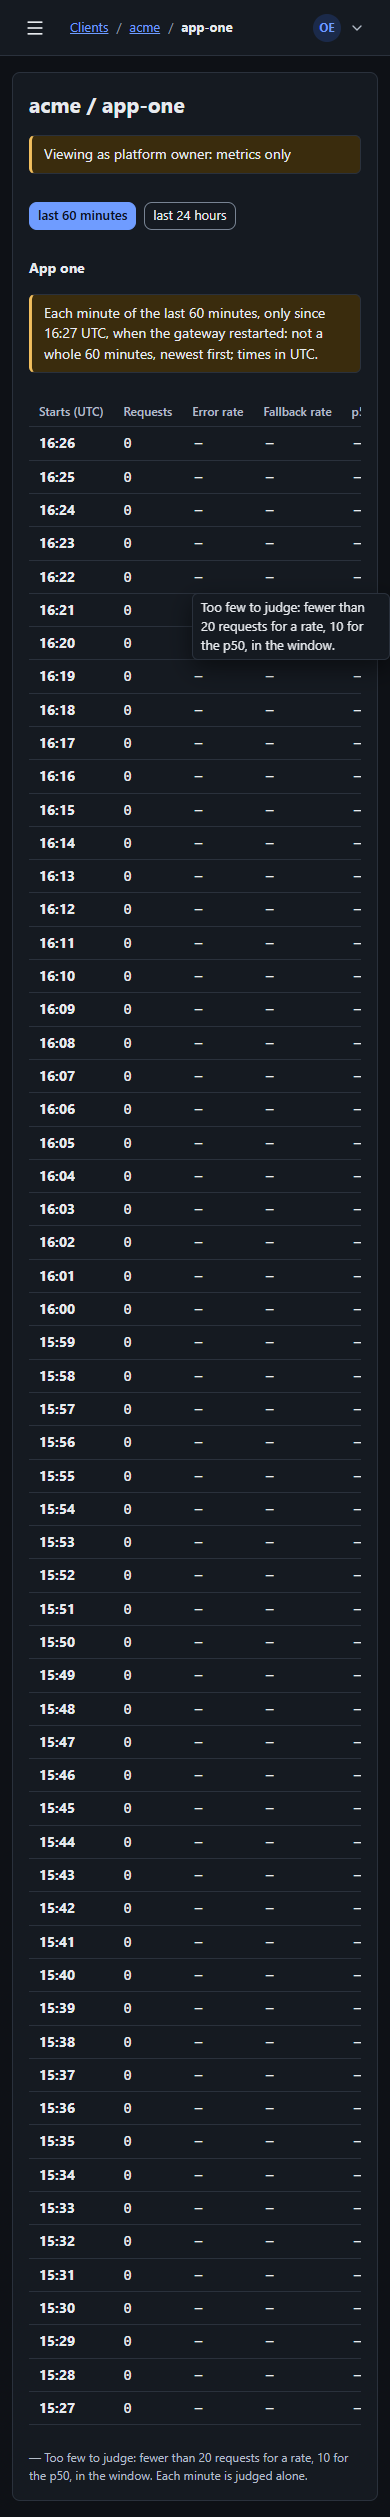 Clients / acme / app-one OE
acme / app-one
Viewing as platform owner: metrics only
last 60 minutes last 24 hours
App one
Each minute of the last 60 minutes, only since
16:27 UTC, when the gateway restarted: not a
whole 60 minutes, newest first; times in UTC.
Starts (UTC) Requests Error rate Fallback rate
16:26 0 — — —
16:25 0 — — —
16:24 0 — — —
16:23 0 — — —
16:22 0 — — —
16:21 0
Too few to judge: fewer than
20 requests for a rate, 10 for
the p50, in the window.
16:20 0
16:19 0 — — —
16:18 0 — — —
16:17 0 — — —
16:16 0 — — —
16:15 0 — — —
16:14 0 — — —
16:13 0 — — —
16:12 0 — — —
16:11 0 — — —
16:10 0 — — —
16:09 0 — — —
16:08 0 — — —
16:07 0 — — —
16:06 0 — — —
16:05 0 — — —
16:04 0 — — —
16:03 0 — — —
16:02 0 — — —
16:01 0 — — —
16:00 0 — — —
15:59 0 — — —
15:58 0 — — —
15:57 0 — — —
15:56 0 — — —
15:55 0 — — —
15:54 0 — — —
15:53 0 — — —
15:52 0 — — —
15:51 0 — — —
15:50 0 — — —
15:49 0 — — —
15:48 0 — — —
15:47 0 — — —
15:46 0 — — —
15:45 0 — — —
15:44 0 — — —
15:43 0 — — —
15:42 0 — — —
15:41 0 — — —
15:40 0 — — —
15:39 0 — — —
15:38 0 — — —
15:37 0 — — —
15:36 0 — — —
15:35 0 — — —
15:34 0 — — —
15:33 0 — — —
15:32 0 — — —
15:31 0 — — —
15:30 0 — — —
15:29 0 — — —
15:28 0 — — —
15:27 0 — — —
— Too few to judge: fewer than 20 requests for a rate, 10 for
the p50, in the window. Each minute is judged alone.